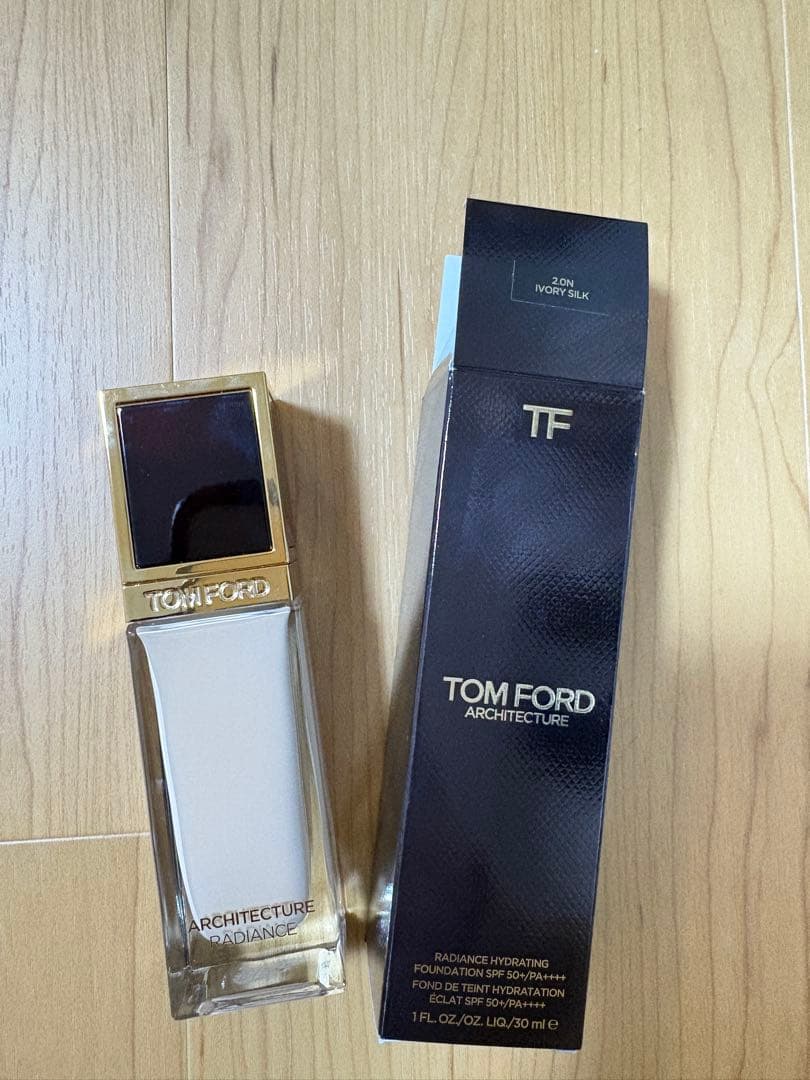 TOM FORD
ARCHITECTURE
RADIANCE
2.0N
IVORY SILK
TF
TOM FORD
ARCHITECTURE
RADIANCE HYDRATING
FOUNDATION SPF 50+/PA++++
FOND DE TEINT HYDRATATION
ÉCLAT SPF 50+/PA++++
1 FL. OZ./OZ. LIQ./30 ml e